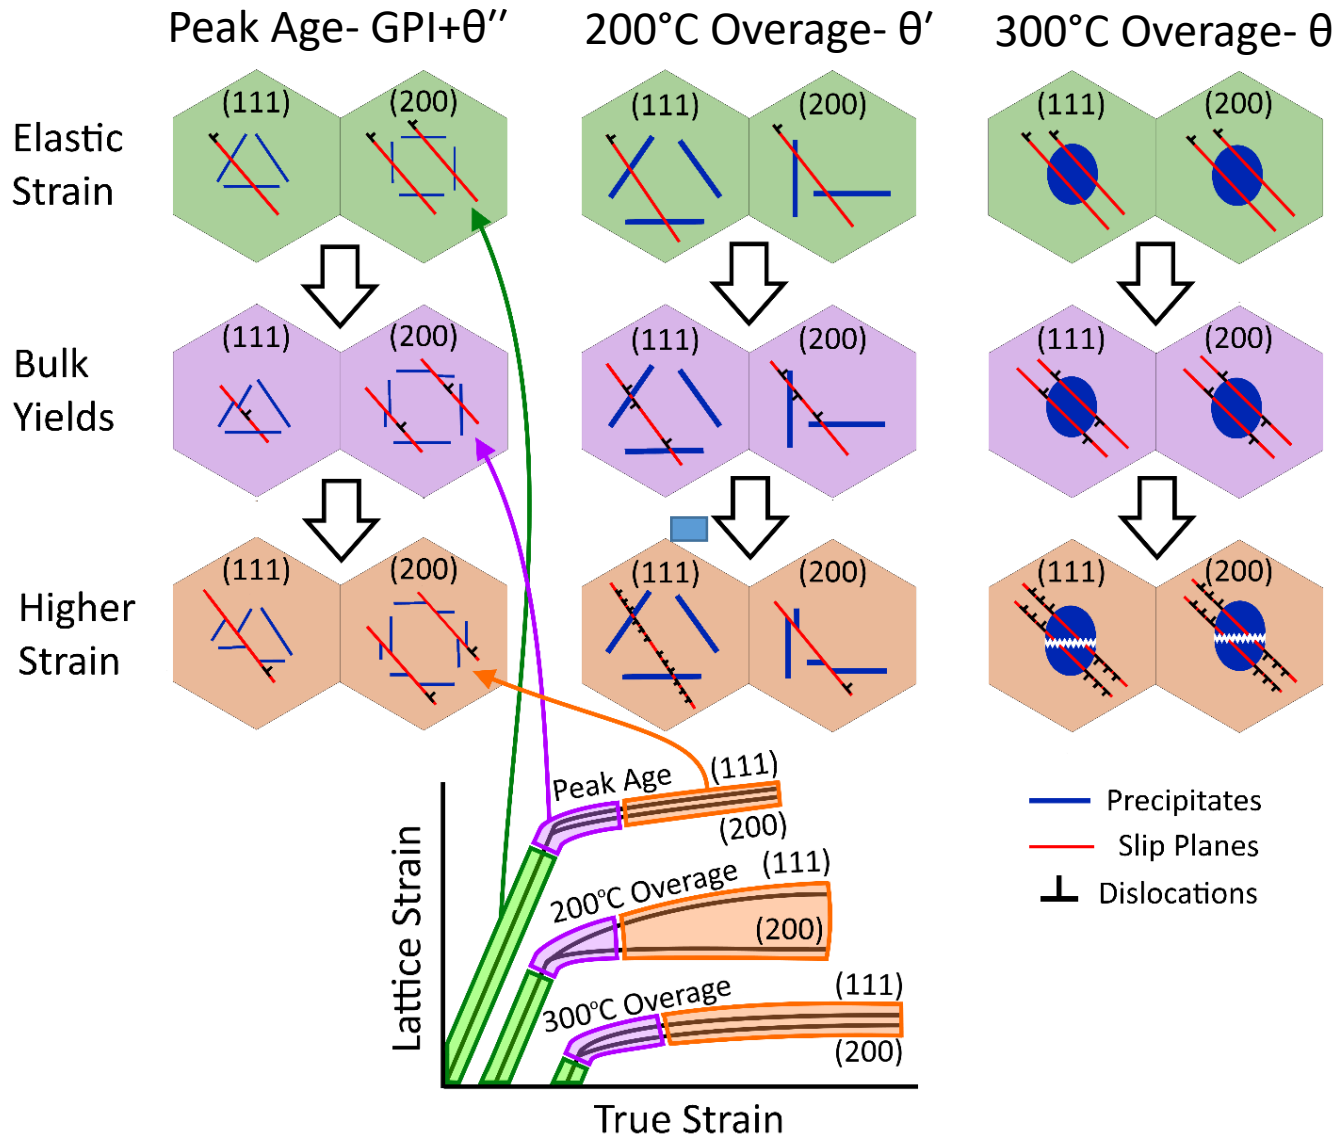 Peak Age- GPI+θ′′
200°C Overage- θ′
300°C Overage- θ
Elastic
Strain
(111)
(200)
(111)
(200)
(111)
(200)
Bulk
Yields
(111)
(200)
(111)
(200)
(111)
(200)
Higher
Strain
(111)
(200)
(111)
(200)
(111)
(200)
Lattice Strain
Peak Age
(111)
(200)
200°C Overage
(111)
(200)
300°C Overage
(111)
(200)
True Strain
Precipitates
Slip Planes
Dislocations